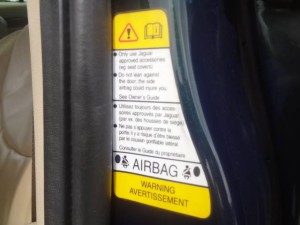 Only use Jaguar
approved accessories
(eg seat covers)
Do not lean against
the door, the side
airbag could injure you.
See Owner's Guide
Utilisez toujours des acces-
soires approuvés par Jaguar
(par ex. des housses de siège)
Ne pas s'appuyer contre la
porte il y a risque d'être blessé
par le coussin gonflable latéral
Consulter le Guide du propriétaire
AIRBAG
WARNING
AVERTISSEMENT